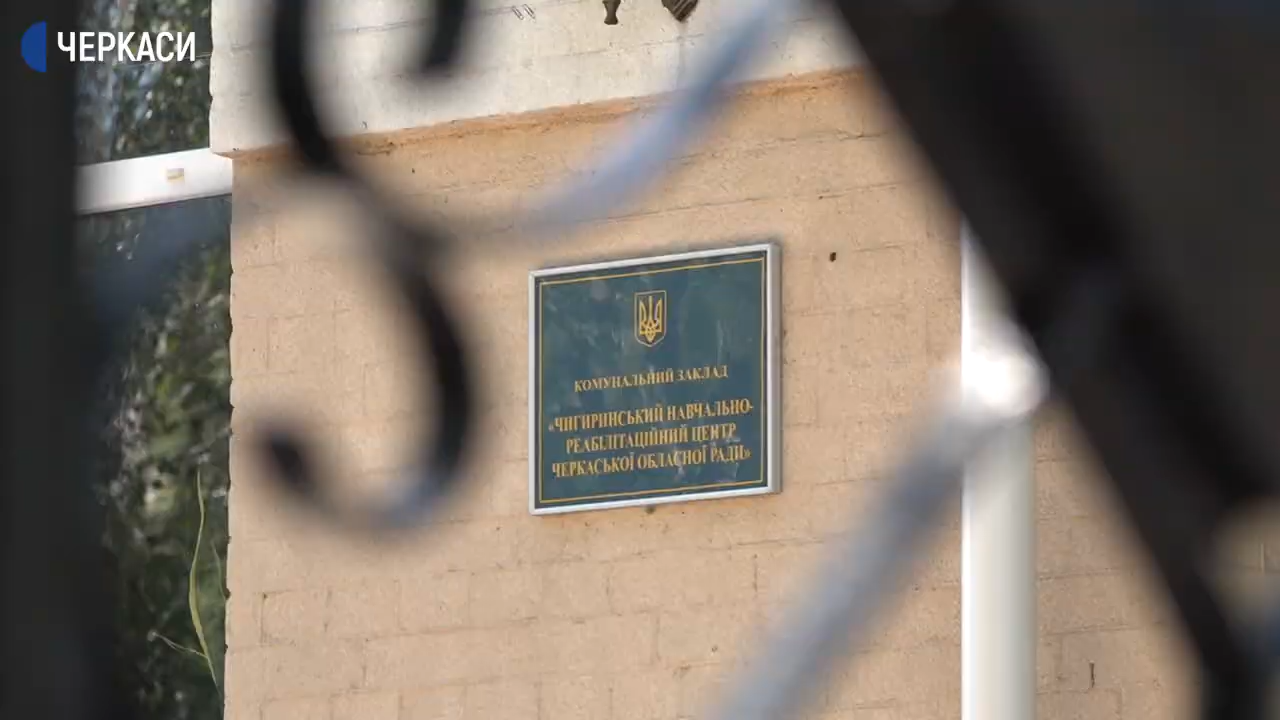 ЧЕРКАСИ
КОМУНАЛЬНИЙ ЗАКЛАД
«ЧИГИРИНСЬКИЙ НАВЧАЛЬНО-
РЕАБІЛІТАЦІЙНИЙ ЦЕНТР
ЧЕРКАСЬКОЇ ОБЛАСНОЇ РАДИ»